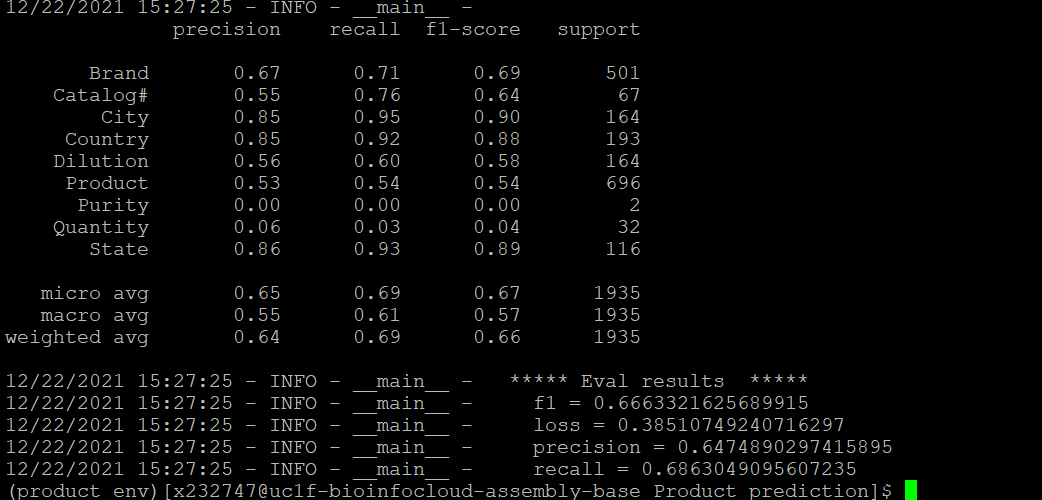 12/22/2021 15:27:25 - INFO - __main__ -
precision recall f1-score support
Brand 0.67 0.71 0.69 501
Catalog# 0.55 0.76 0.64 67
City 0.85 0.95 0.90 164
Country 0.85 0.92 0.88 193
Dilution 0.56 0.60 0.58 164
Product 0.53 0.54 0.54 696
Purity 0.00 0.00 0.00 2
Quantity 0.06 0.03 0.04 32
State 0.86 0.93 0.89 116
micro avg 0.65 0.69 0.67 1935
macro avg 0.55 0.61 0.57 1935
weighted avg 0.64 0.69 0.66 1935
12/22/2021 15:27:25 - INFO - __main__ - ***** Eval results *****
12/22/2021 15:27:25 - INFO - __main__ - f1 = 0.6663321625689915
12/22/2021 15:27:25 - INFO - __main__ - loss = 0.38510749240716297
12/22/2021 15:27:25 - INFO - __main__ - precision = 0.6474890297415895
12/22/2021 15:27:25 - INFO - __main__ - recall = 0.6863049095607235
(product_env)[x232747@uc1f-bioinfocloud-assembly-base Product_prediction]$